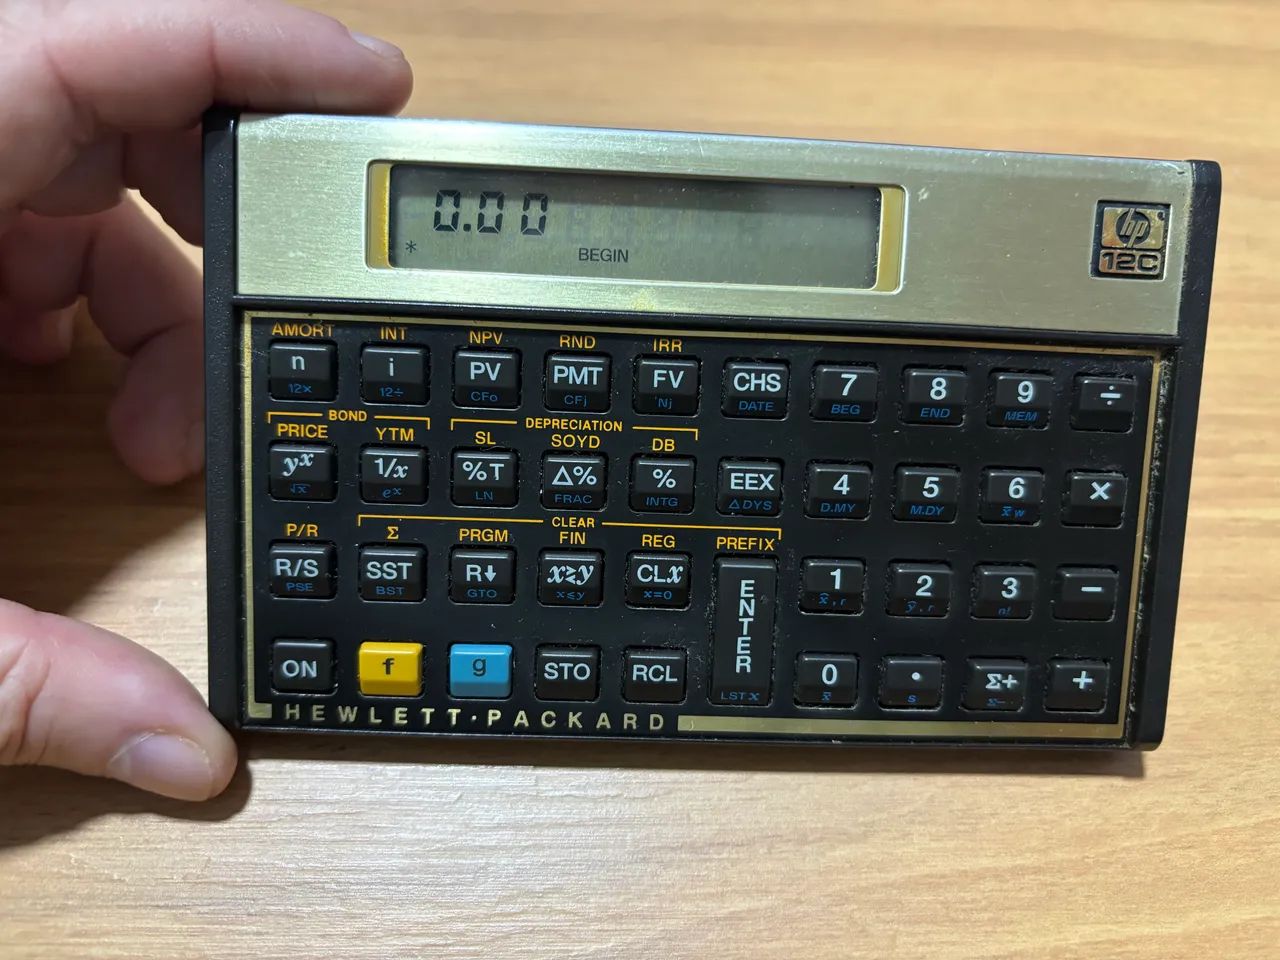 0.00
* BEGIN
hp
12C
AMORT INT NPV RND IRR
n i PV PMT FV CHS 7 8 9 ÷
12× 12÷ CFo CFj Nj DATE BEG END MEM
BOND DEPRECIATION
PRICE YTM SL SOYD DB
yˣ 1/x %T Δ% % EEX 4 5 6 ×
√x eˣ LN FRAC INTG ΔDYS D.MY M.DY x̅w
CLEAR
P/R Σ PRGM FIN REG PREFIX
R/S SST R↓ x≷y CLx ENTER 1 2 3 −
PSE BST GTO x≤y x=0 x̂,r ŷ,r n!
ON f g STO RCL 0 . Σ+ +
LSTx x̅ s Σ−
HEWLETT·PACKARD